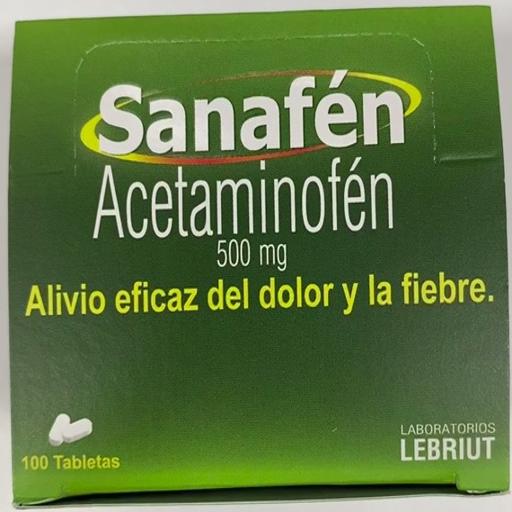 Sanafén
Acetaminofén
500 mg
Alivio eficaz del dolor y la fiebre.
100 Tabletas
LABORATORIOS
LEBRIUT